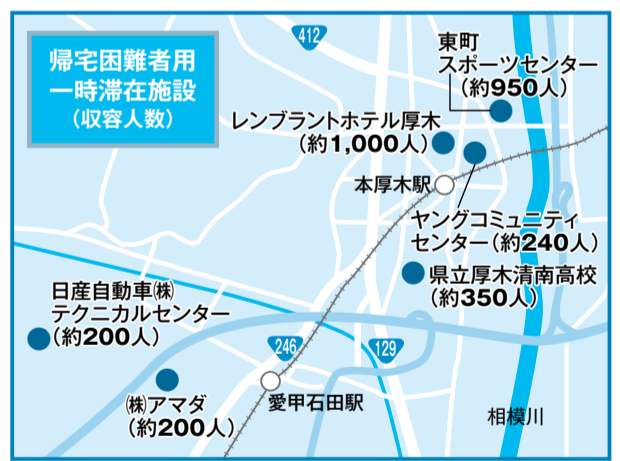 帰宅困難者用
一時滞在施設
(収容人数)
412
東町
スポーツセンター
(約950人)
レンブラントホテル厚木
(約1,000人)
本厚木駅
ヤングコミュニティ
センター(約240人)
県立厚木清南高校
(約350人)
日産自動車㈱
テクニカルセンター
(約200人)
246
129
㈱アマダ
(約200人)
愛甲石田駅
相模川